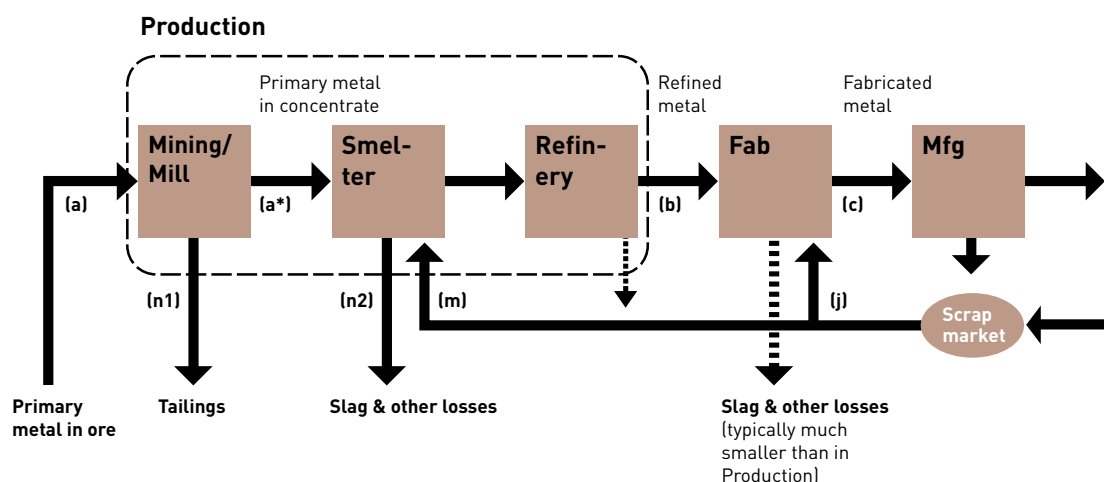 Production
Primary metal
in concentrate
Refined
metal
Fabricated
metal
Mining/
Mill
Smel-
ter
Refin-
ery
Fab
Mfg
(a)
(a*)
(b)
(c)
(n1)
(n2)
(m)
(j)
Scrap
market
Primary
metal in ore
Tailings
Slag & other losses
Slag & other losses
(typically much
smaller than in
Production)